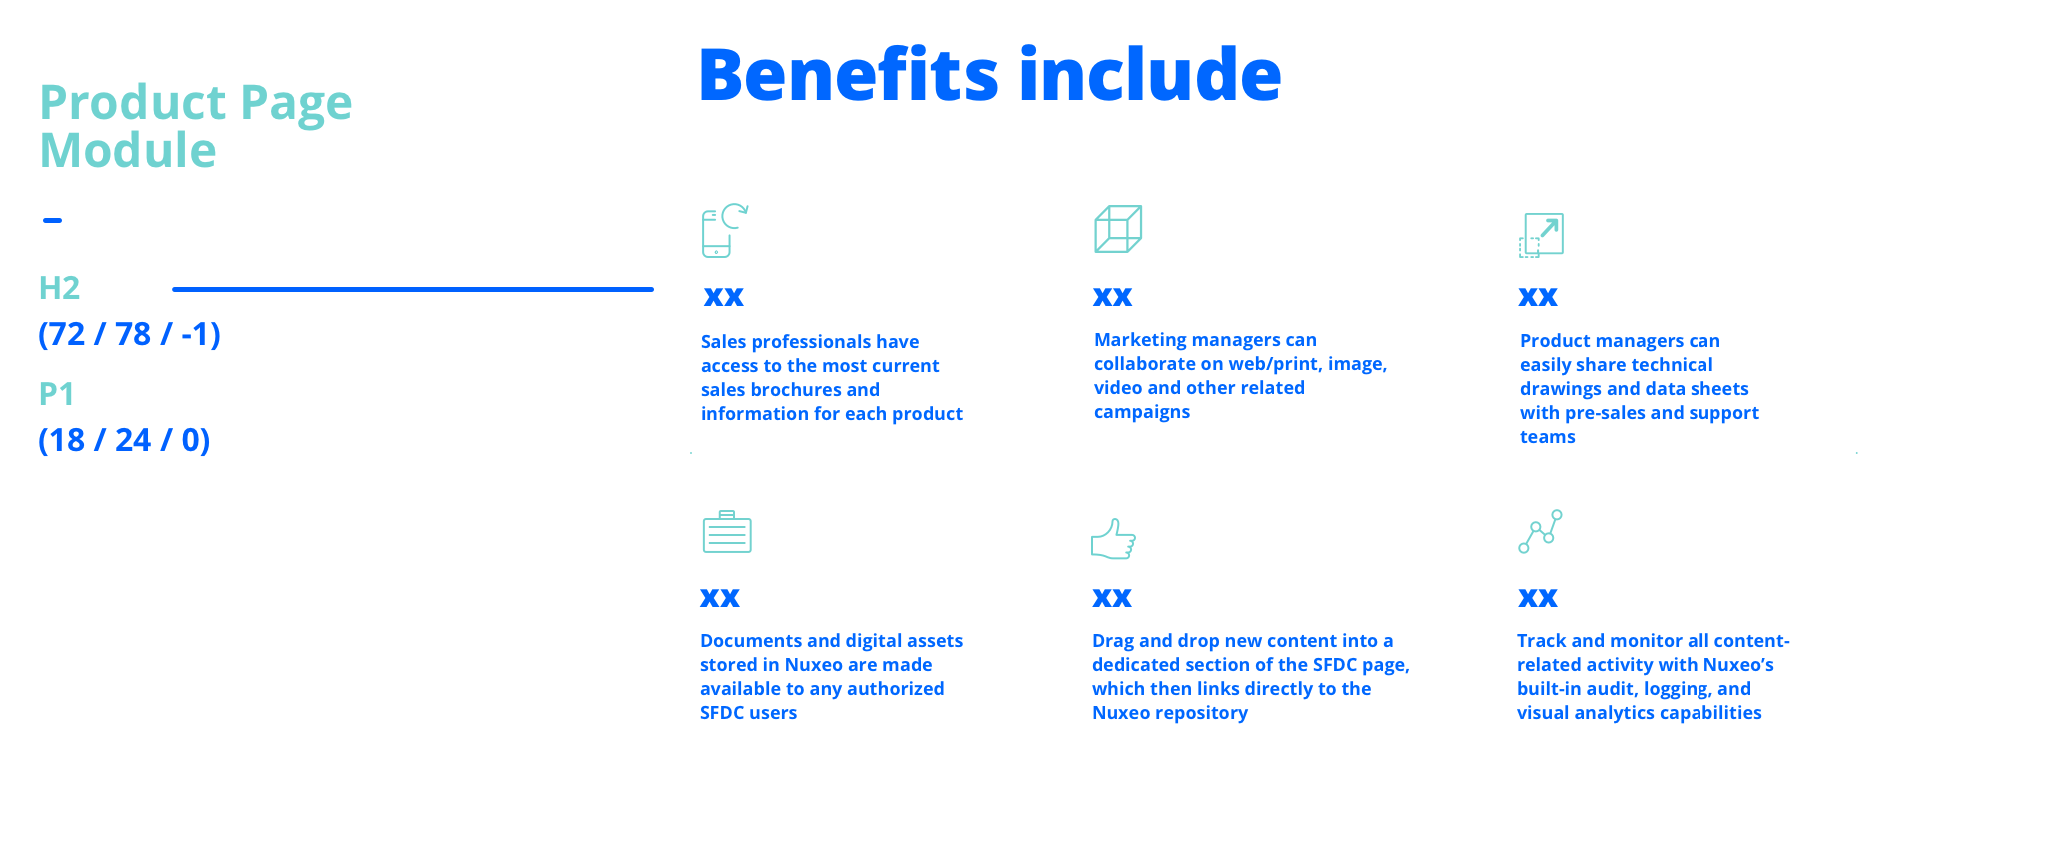 Product Page
Module
–
H2
(72 / 78 / -1)
P1
(18 / 24 / 0)
Benefits include
xx
Sales professionals have
access to the most current
sales brochures and
information for each product
xx
Marketing managers can
collaborate on web/print, image,
video and other related
campaigns
xx
Product managers can
easily share technical
drawings and data sheets
with pre-sales and support
teams
xx
Documents and digital assets
stored in Nuxeo are made
available to any authorized
SFDC users
xx
Drag and drop new content into a
dedicated section of the SFDC page,
which then links directly to the
Nuxeo repository
xx
Track and monitor all content-
related activity with Nuxeo’s
built-in audit, logging, and
visual analytics capabilities